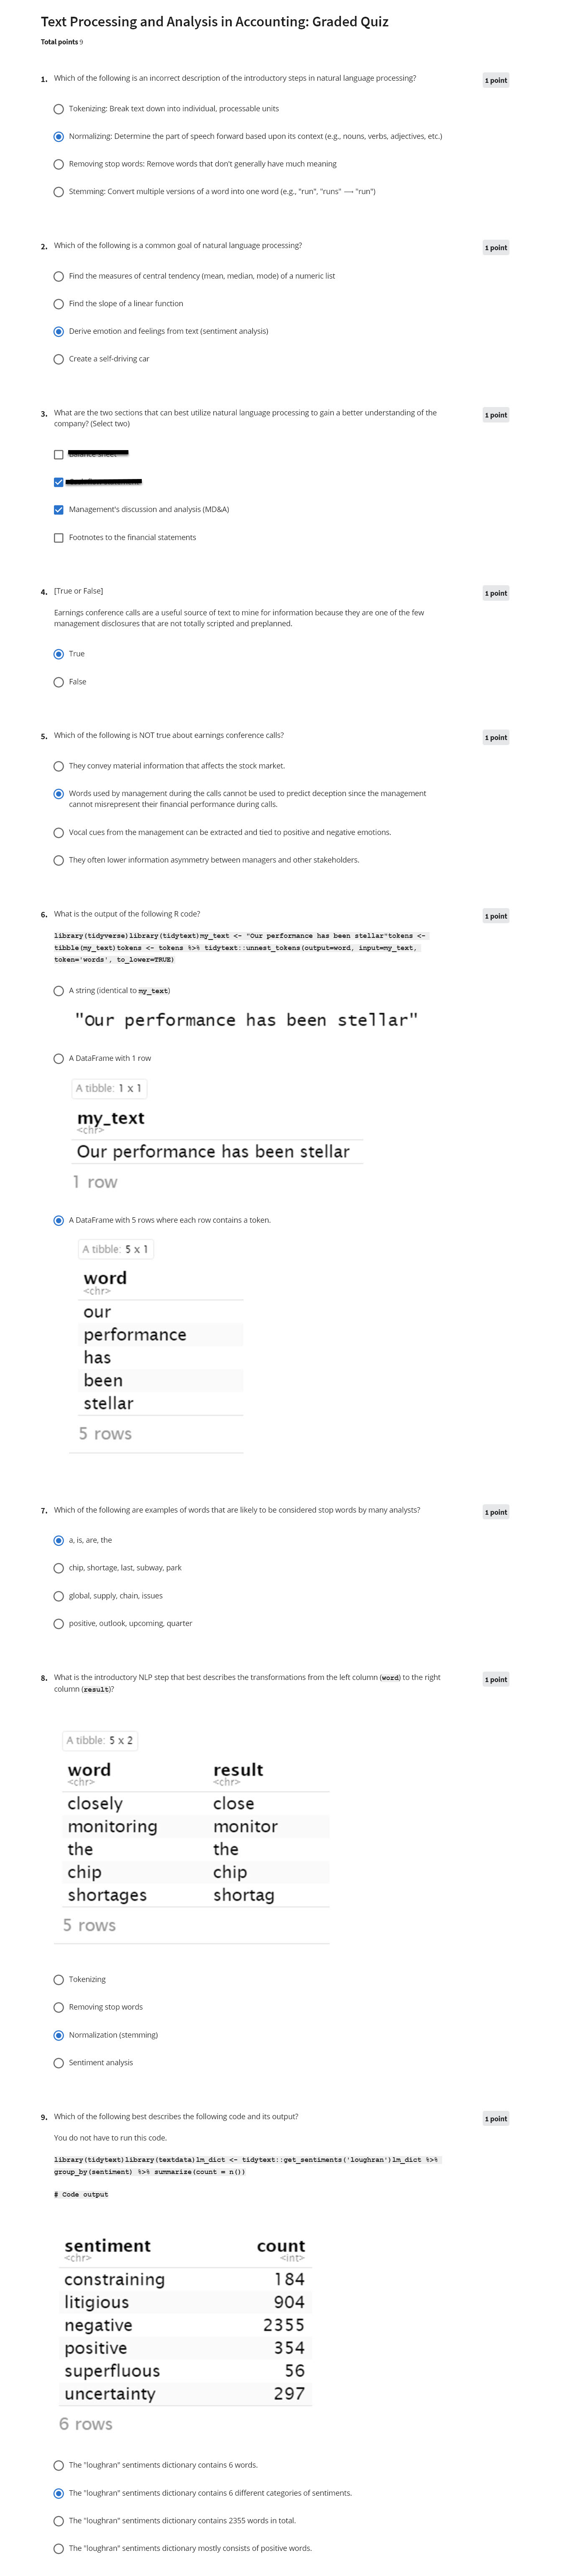 Text Processing and Analysis in Accounting: Graded Quiz
Total points 9
1. Which of the following is an incorrect description of the introductory steps in natural language processing?
1 point
Tokenizing: Break text down into individual, processable units
Normalizing: Determine the part of speech forward based upon its context (e.g., nouns, verbs, adjectives, etc.)
Removing stop words: Remove words that don't generally have much meaning
Stemming: Convert multiple versions of a word into one word (e.g., "run", "runs" → "run")
2. Which of the following is a common goal of natural language processing?
1 point
Find the measures of central tendency (mean, median, mode) of a numeric list
Find the slope of a linear function
Derive emotion and feelings from text (sentiment analysis)
Create a self-driving car
3. What are the two sections that can best utilize natural language processing to gain a better understanding of the
company? (Select two)
1 point
Management's discussion and analysis (MD&A)
Footnotes to the financial statements
4. [True or False]
1 point
Earnings conference calls are a useful source of text to mine for information because they are one of the few
management disclosures that are not totally scripted and preplanned.
True
False
5. Which of the following is NOT true about earnings conference calls?
1 point
They convey material information that affects the stock market.
Words used by management during the calls cannot be used to predict deception since the management
cannot misrepresent their financial performance during calls.
Vocal cues from the management can be extracted and tied to positive and negative emotions.
They often lower information asymmetry between managers and other stakeholders.
6. What is the output of the following R code?
1 point
library(tidyverse)library(tidytext)my_text <- "Our performance has been stellar"tokens <-
tibble(my_text)tokens <- tokens %>% tidytext::unnest_tokens(output=word, input=my_text,
token='words', to_lower=TRUE)
A string (identical to my_text)
"Our performance has been stellar"
A DataFrame with 1 row
A tibble: 1 x 1
my_text
<chr>
Our performance has been stellar
1 row
A DataFrame with 5 rows where each row contains a token.
A tibble: 5 x 1
word
<chr>
our
performance
has
been
stellar
5 rows
7. Which of the following are examples of words that are likely to be considered stop words by many analysts?
1 point
a, is, are, the
chip, shortage, last, subway, park
global, supply, chain, issues
positive, outlook, upcoming, quarter
8. What is the introductory NLP step that best describes the transformations from the left column (word) to the right
column (result)?
1 point
A tibble: 5 x 2
word result
<chr> <chr>
closely close
monitoring monitor
the the
chip chip
shortages shortag
5 rows
Tokenizing
Removing stop words
Normalization (stemming)
Sentiment analysis
9. Which of the following best describes the following code and its output?
1 point
You do not have to run this code.
library(tidytext)library(textdata)lm_dict <- tidytext::get_sentiments('loughran')lm_dict %>%
group_by(sentiment) %>% summarize(count = n())
# Code output
sentiment count
<chr> <int>
constraining 184
litigious 904
negative 2355
positive 354
superfluous 56
uncertainty 297
6 rows
The "loughran" sentiments dictionary contains 6 words.
The "loughran" sentiments dictionary contains 6 different categories of sentiments.
The "loughran" sentiments dictionary contains 2355 words in total.
The "loughran" sentiments dictionary mostly consists of positive words.